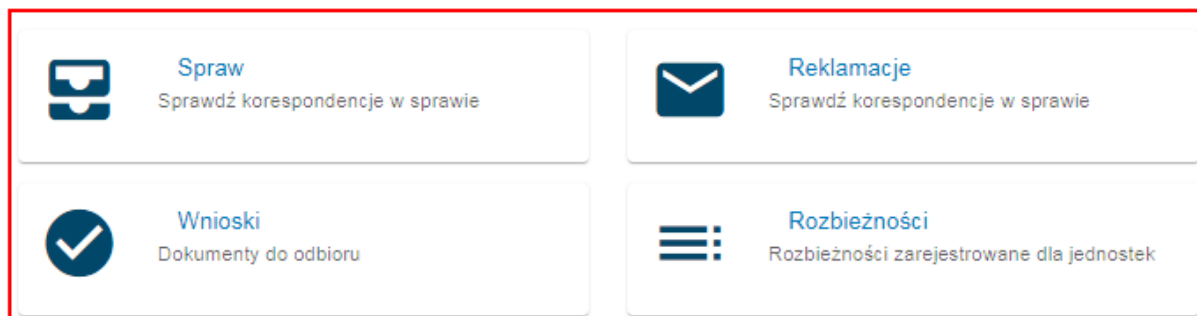 Spraw
Sprawdź korespondencje w sprawie
Reklamacje
Sprawdź korespondencje w sprawie
Wnioski
Dokumenty do odbioru
Rozbieżności
Rozbieżności zarejestrowane dla jednostek